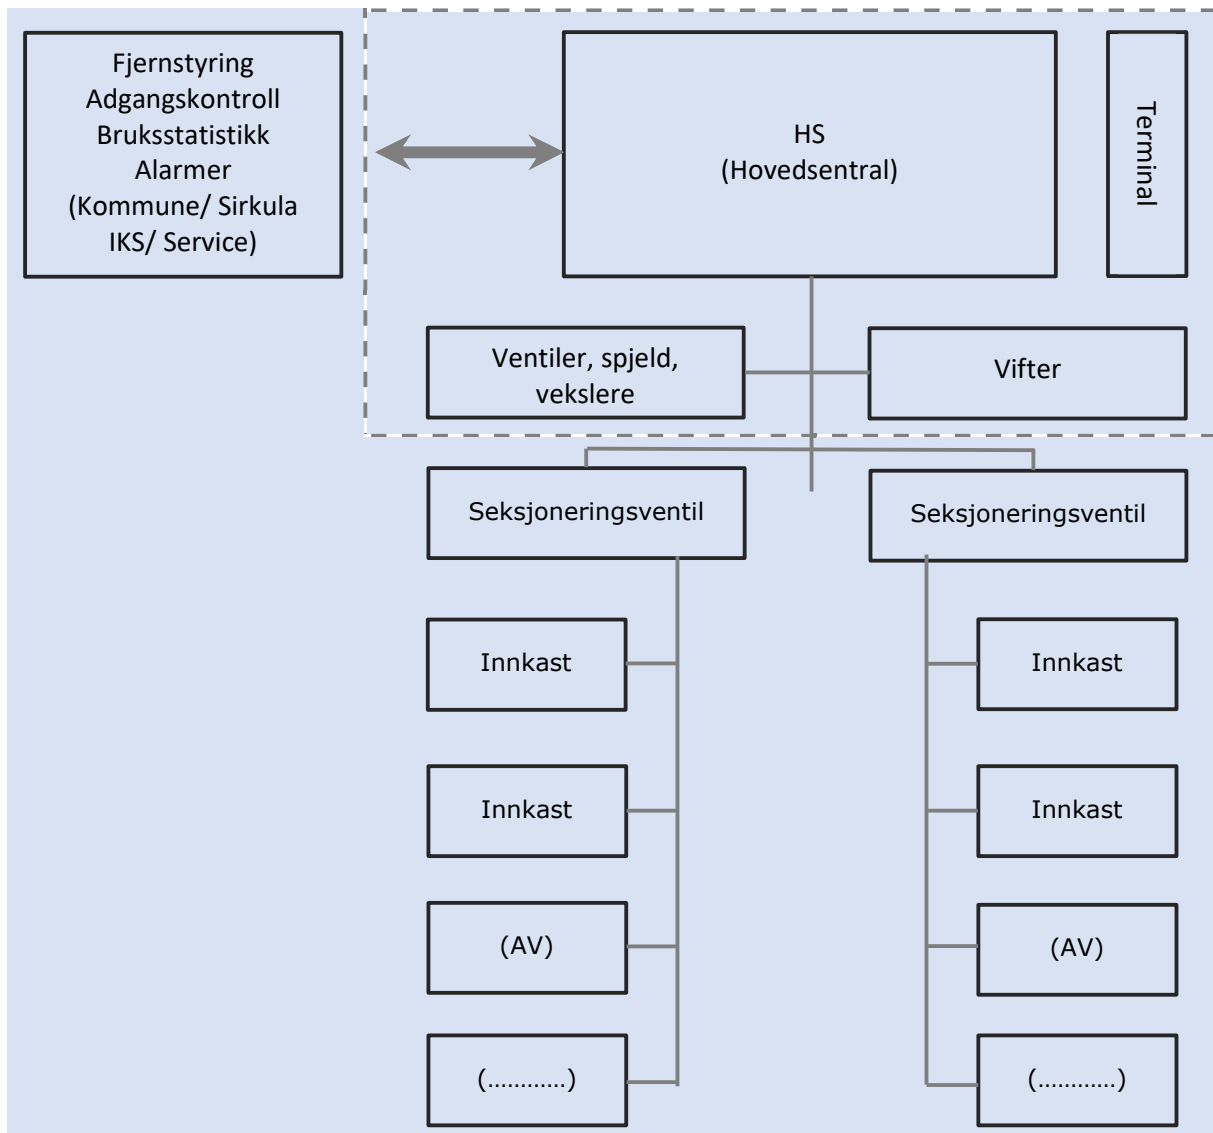 Fjernstyring
Adgangskontroll
Bruksstatistikk
Alarmer
(Kommune/ Sirkula
IKS/ Service)
HS
(Hovedsentral)
Terminal
Ventiler, spjeld,
vekslere
Vifter
Seksjoneringsventil
Seksjoneringsventil
Innkast
Innkast
Innkast
Innkast
(AV)
(AV)
(............)
(............)